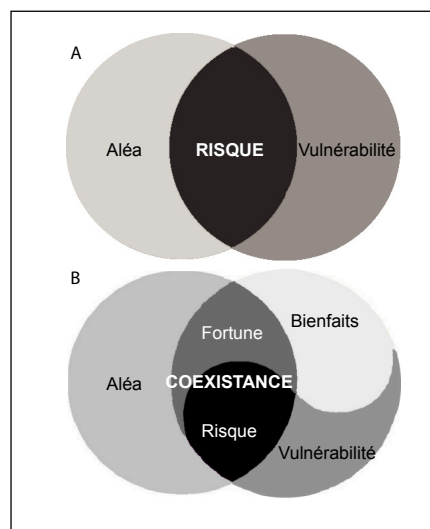 A
Aléa
RISQUE
Vulnérabilité
B
Bienfaits
Fortune
COEXISTANCE
Aléa
Risque
Vulnérabilité